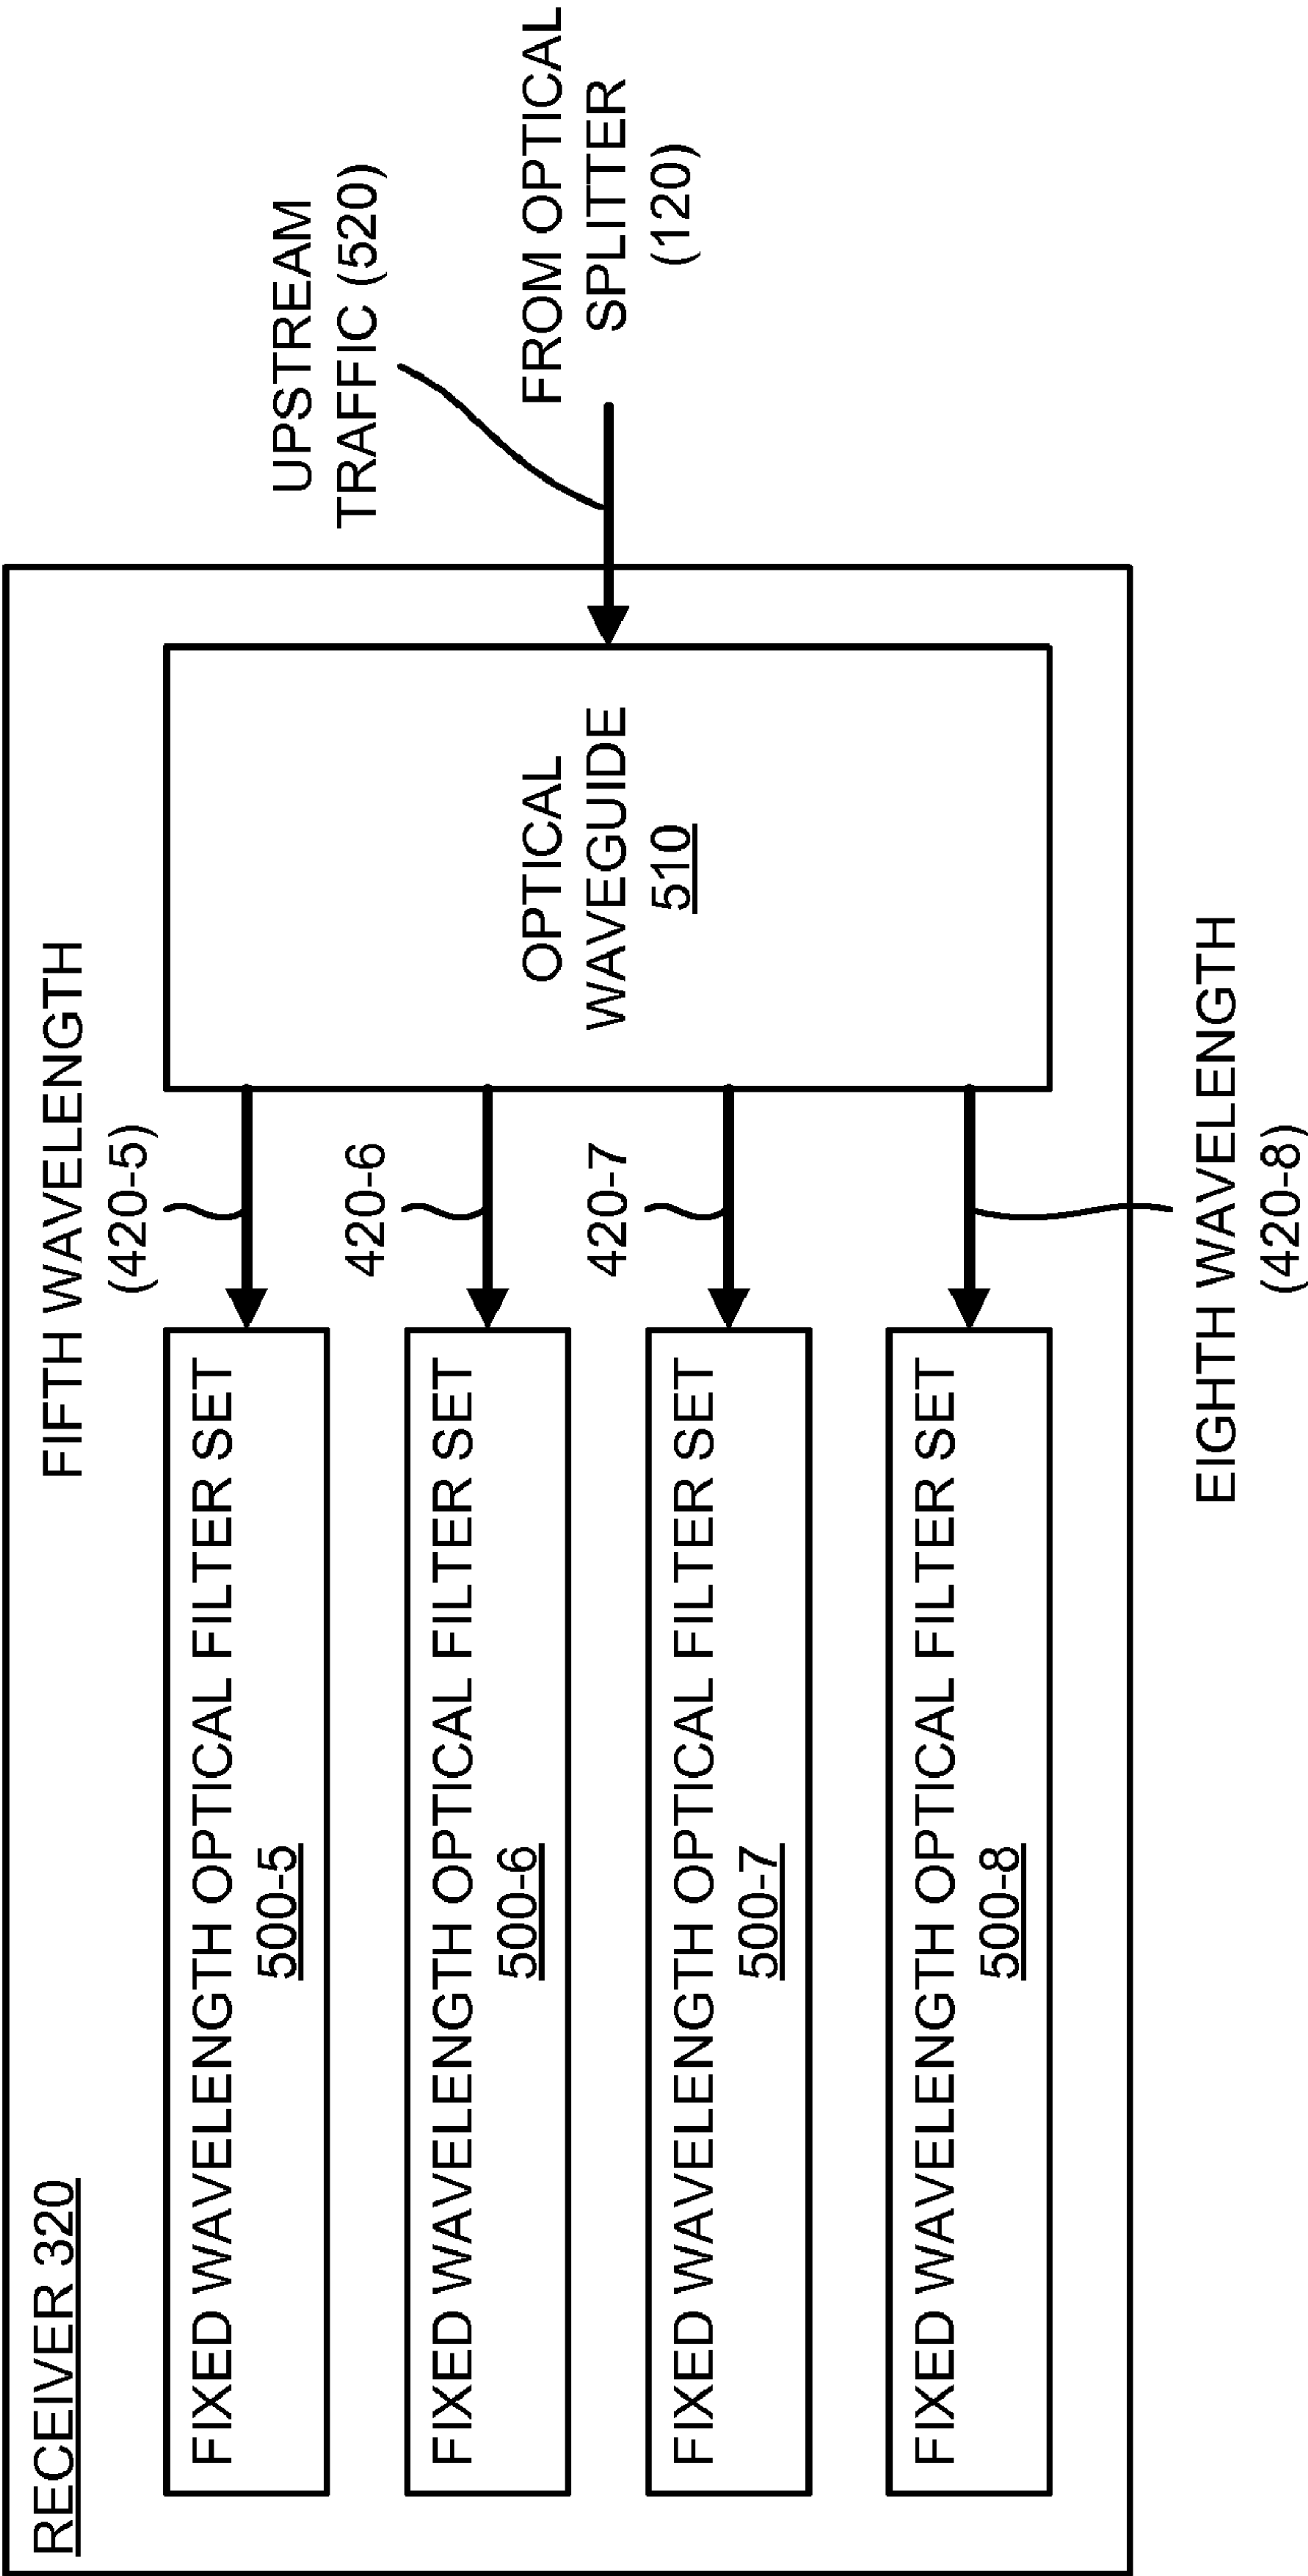 RECEIVER 320
FIFTH WAVELENGTH
(420-5)
FIXED WAVELENGTH OPTICAL FILTER SET
500-5
420-6
FIXED WAVELENGTH OPTICAL FILTER SET
500-6
420-7
FIXED WAVELENGTH OPTICAL FILTER SET
500-7
FIXED WAVELENGTH OPTICAL FILTER SET
500-8
EIGHTH WAVELENGTH
(420-8)
OPTICAL
WAVEGUIDE
510
UPSTREAM
TRAFFIC (520)
FROM OPTICAL
SPLITTER
(120)